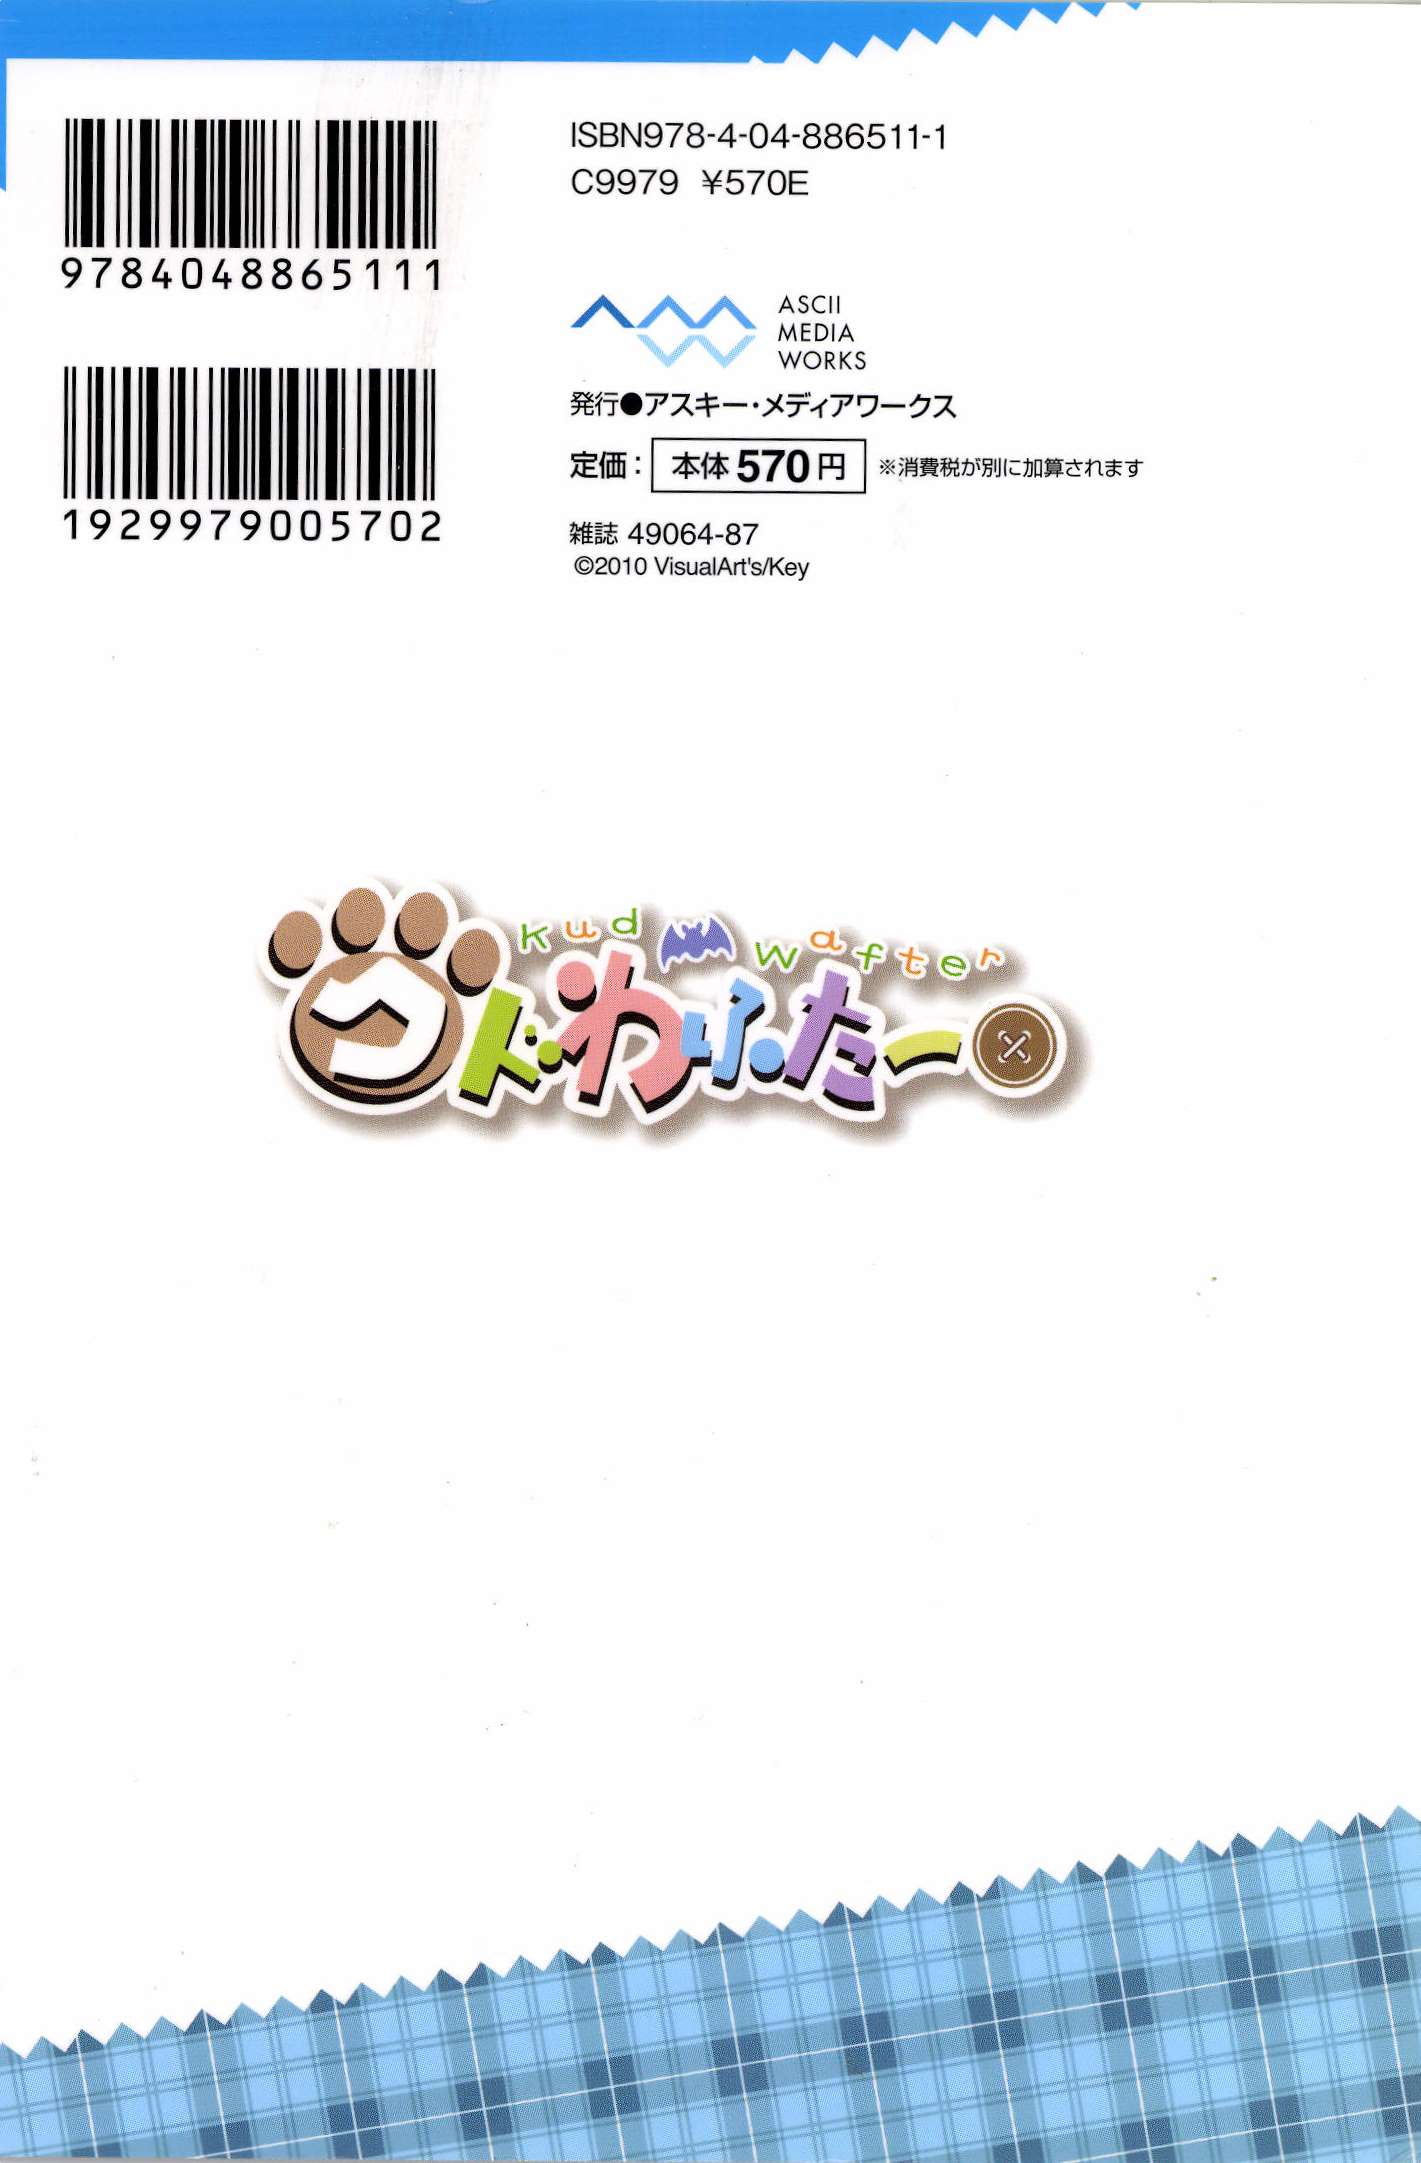 9784048865111
1929979005702
ISBN978-4-04-886511-1
C9979 ¥570E
ASCII
MEDIA
WORKS
発行●アスキー・メディアワークス
定価：本体570円 ※消費税が別に加算されます
雑誌 49064-87
©2010 VisualArt's/Key
kud wafter
クドわふたー